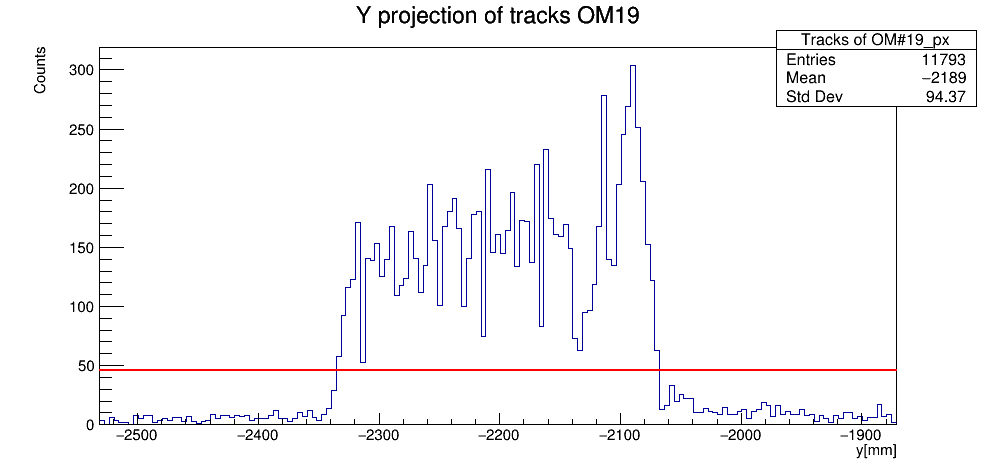 Y projection of tracks OM19
Tracks of OM#19_px
Entries 11793
Mean −2189
Std Dev 94.37
Counts
300
250
200
150
100
50
0
−2500 −2400 −2300 −2200 −2100 −2000 −1900
y[mm]